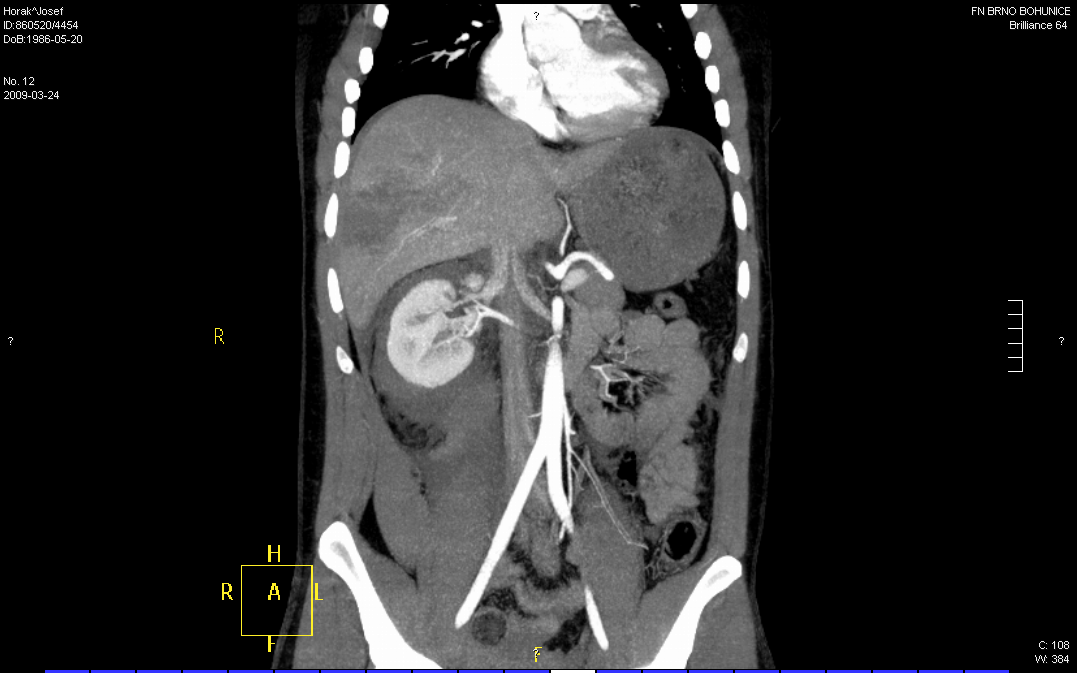 Horak^Josef
ID:860520/4454
DoB:1986-05-20
No. 12
2009-03-24
FN BRNO BOHUNICE
Brilliance 64
?
?
R
?
H
R
A
L
F
?
F
C: 108
W: 384